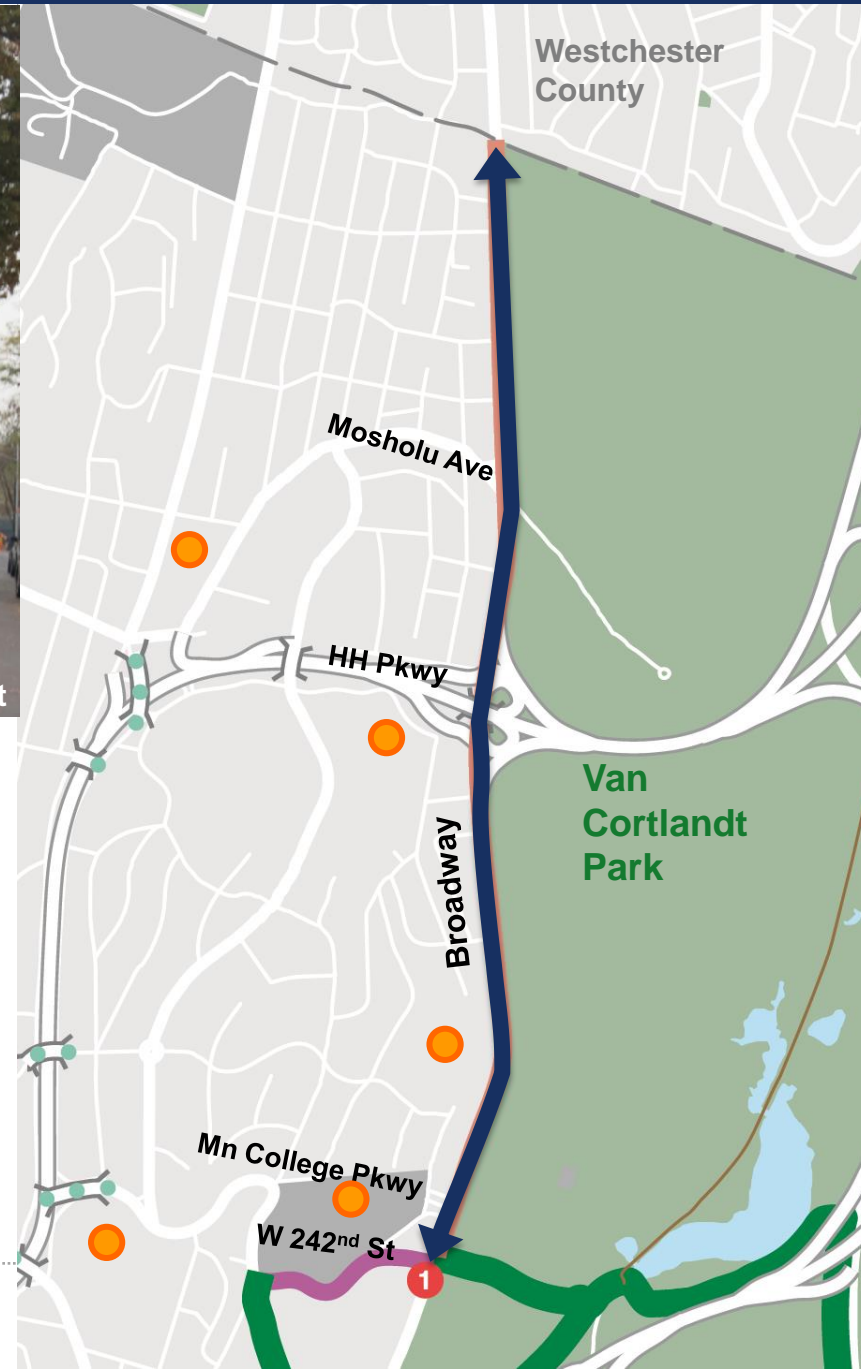 Westchester
County
Mosholu Ave
HH Pkwy
t
Van
Cortlandt
Park
Broadway
Mn College Pkwy
W 242nd St
1